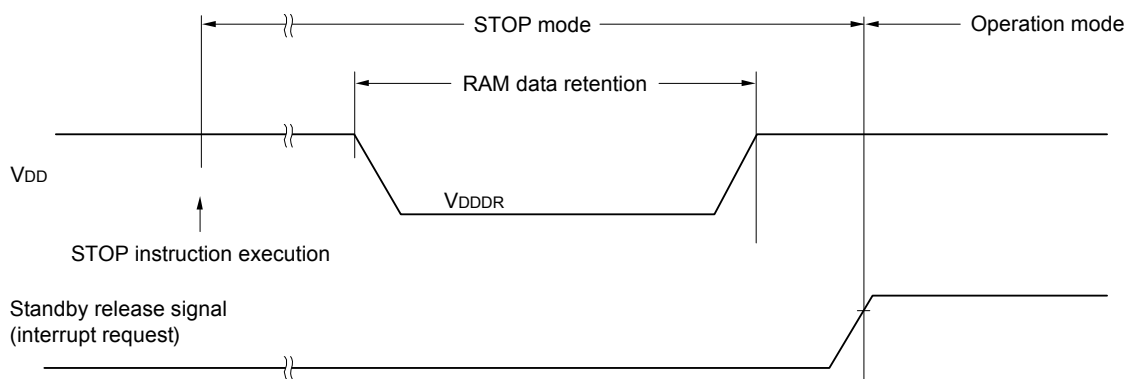 STOP mode
Operation mode
RAM data retention
VDD
VDDDR
STOP instruction execution
Standby release signal
(interrupt request)